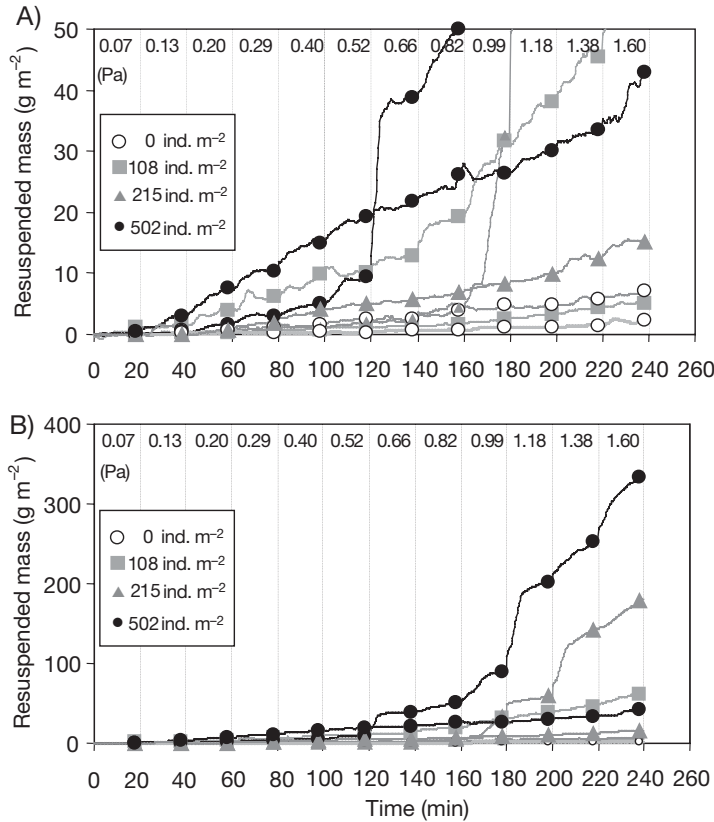 A)
50
0.07 0.13 0.20 0.29 0.40 0.52 0.66 0.82 0.99 1.18 1.38 1.60
(Pa)
40
30
20
10
0
Resuspended mass (g m⁻²)
0 ind. m⁻²
108 ind. m⁻²
215 ind. m⁻²
502 ind. m⁻²
0 20 40 60 80 100 120 140 160 180 200 220 240 260
B)
400
0.07 0.13 0.20 0.29 0.40 0.52 0.66 0.82 0.99 1.18 1.38 1.60
(Pa)
300
200
100
0
Resuspended mass (g m⁻²)
0 ind. m⁻²
108 ind. m⁻²
215 ind. m⁻²
502 ind. m⁻²
0 20 40 60 80 100 120 140 160 180 200 220 240 260
Time (min)